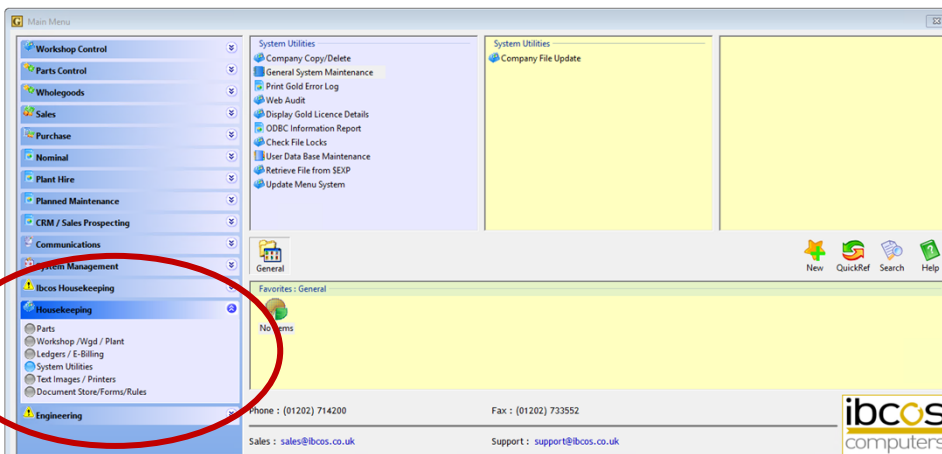 Main Menu
Workshop Control
Parts Control
Wholegoods
Sales
Purchase
Nominal
Plant Hire
Planned Maintenance
CRM / Sales Prospecting
Communications
System Management
Ibcos Housekeeping
Housekeeping
Parts
Workshop /Wgd / Plant
Ledgers / E-Billing
System Utilities
Text Images / Printers
Document Store/Forms/Rules
Engineering
System Utilities
Company Copy/Delete
General System Maintenance
Print Gold Error Log
Web Audit
Display Gold Licence Details
ODBC Information Report
Check File Locks
User Data Base Maintenance
Retrieve File from $EXP
Update Menu System
System Utilities
Company File Update
General
New QuickRef Search Help
Favorites : General
No Items
Phone : (01202) 714200 Fax : (01202) 733552
Sales : sales@ibcos.co.uk Support : support@ibcos.co.uk
ibcos
computers